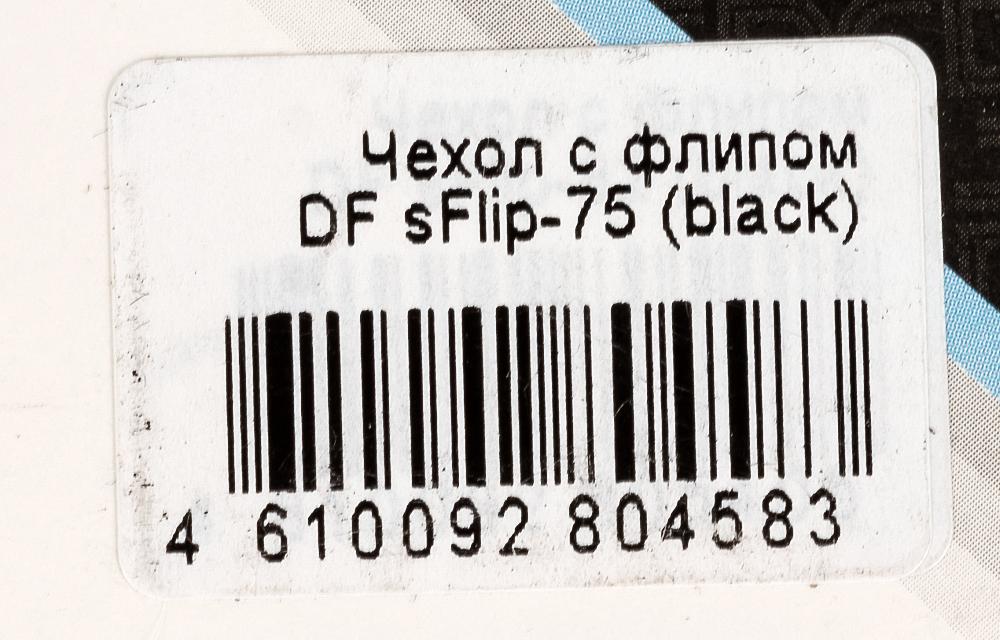 Чехол с флипом
DF sFlip-75 (black)
4 610092 804583